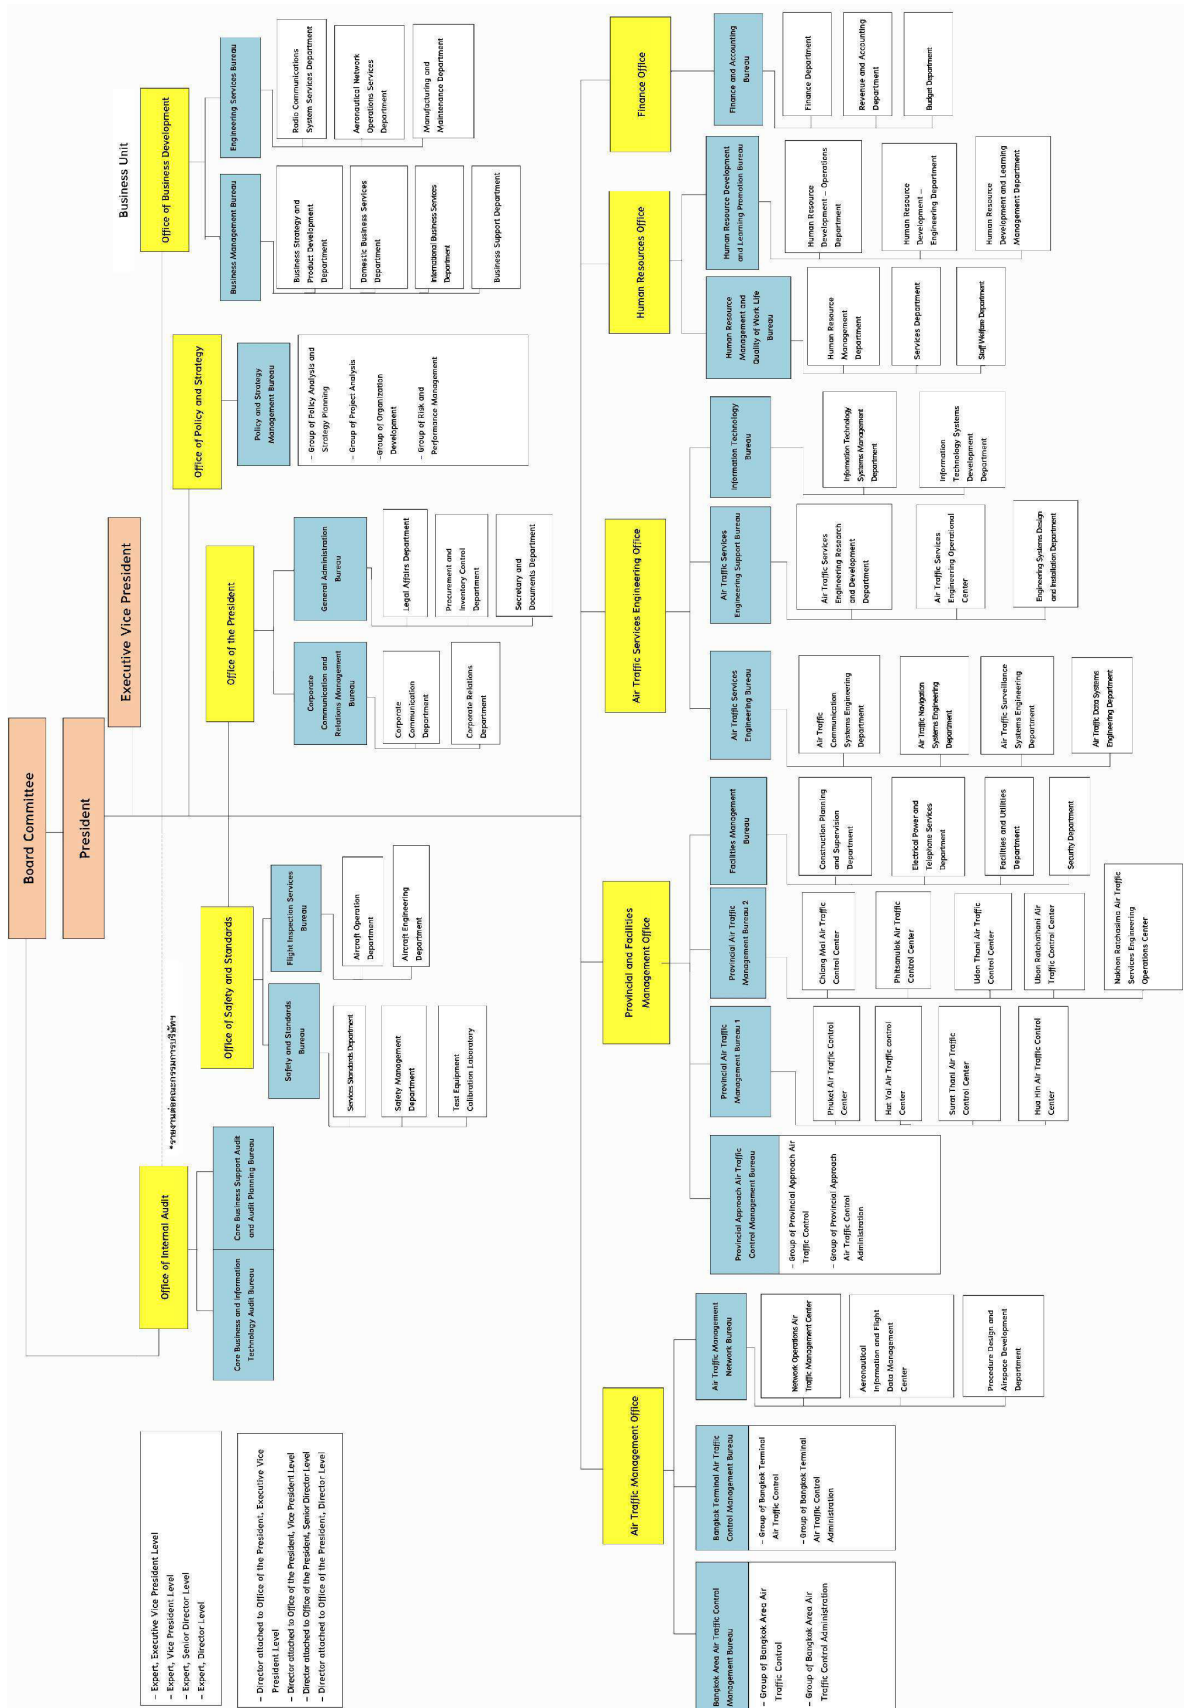 Board Committee
President
Executive Vice President
Business Unit
Office of Internal Audit
Core Business and Information
Technology Audit Bureau
Core Business Support Audit
and Audit Planning Bureau
*รายงานต่อคณะกรรมการบริษัทฯ
- Expert, Executive Vice President Level
- Expert, Vice President Level
- Expert, Senior Director Level
- Expert, Director Level
- Director attached to Office of the President, Executive Vice
President Level
- Director attached to Office of the President, Vice President Level
- Director attached to Office of the President, Senior Director Level
- Director attached to Office of the President, Director Level
Office of Safety and Standards
Safety and Standards
Bureau
Services Standards Department
Safety Management
Department
Test Equipment
Calibration Laboratory
Flight Inspection Services
Bureau
Aircraft Operation
Department
Aircraft Engineering
Department
Office of the President
Corporate
Communication and
Relations Management
Bureau
Corporate
Communication
Department
Corporate Relations
Department
General Administration
Bureau
Legal Affairs Department
Procurement and
Inventory Control
Department
Secretary and
Documents Department
Office of Policy and Strategy
Policy and Strategy
Management Bureau
- Group of Policy Analysis and
Strategy Planning
- Group of Project Analysis
-Group of Organization
Development
- Group of Risk and
Performance Management
Office of Business Development
Business Management Bureau
Business Strategy and
Product Development
Department
Domestic Business Services
Department
International Business Services
Department
Business Support Department
Engineering Services Bureau
Radio Communications
System Services Department
Aeronautical Network
Operations Services
Department
Manufacturing and
Maintenance Department
Air Traffic Management Office
Bangkok Area Air Traffic Control
Management Bureau
- Group of Bangkok Area Air
Traffic Control
- Group of Bangkok Area Air
Traffic Control Administration
Bangkok Terminal Air Traffic
Control Management Bureau
- Group of Bangkok Terminal
Air Traffic Control
- Group of Bangkok Terminal
Air Traffic Control
Administration
Air Traffic Management
Network Bureau
Network Operations Air
Traffic Management Center
Aeronautical
Information and Flight
Data Management
Center
Procedure Design and
Airspace Development
Department
Provincial and Facilities
Management Office
Provincial Approach Air Traffic
Control Management Bureau
- Group of Provincial Approach Air
Traffic Control
- Group of Provincial Approach
Air Traffic Control
Administration
Provincial Air Traffic
Management Bureau 1
Phuket Air Traffic Control
Center
Hat Yai Air Traffic control
Center
Surat Thani Air Traffic
Control Center
Hua Hin Air Traffic Control
Center
Provincial Air Traffic
Management Bureau 2
Chiang Mai Air Traffic
Control Center
Phitsanulok Air Traffic
Control Center
Udon Thani Air Traffic
Control Center
Ubon Ratchathani Air
Traffic Control Center
Nakhon Ratchasima Air Traffic
Services Engineering
Operations Center
Facilities Management
Bureau
Construction Planning
and Supervision
Department
Electrical Power and
Telephone Services
Department
Facilities and Utilities
Department
Security Department
Air Traffic Services Engineering Office
Air Traffic Services
Engineering Bureau
Air Traffic
Communication
Systems Engineering
Department
Air Traffic Navigation
Systems Engineering
Department
Air Traffic Surveillance
Systems Engineering
Department
Air Traffic Data Systems
Engineering Department
Air Traffic Services
Engineering Support Bureau
Air Traffic Services
Engineering Research
and Development
Department
Air Traffic Services
Engineering Operational
Center
Engineering Systems Design
and Installation Department
Information Technology
Bureau
Information Technology
Systems Management
Department
Information
Technology Systems
Development
Department
Human Resources Office
Human Resource
Management and
Quality of Work Life
Bureau
Human Resource
Management
Department
Services Department
Staff Welfare Department
Human Resource Development
and Learning Promotion Bureau
Human Resource
Development – Operations
Department
Human Resource
Development –
Engineering Department
Human Resource
Development and Learning
Management Department
Finance Office
Finance and Accounting
Bureau
Finance Department
Revenue and Accounting
Department
Budget Department